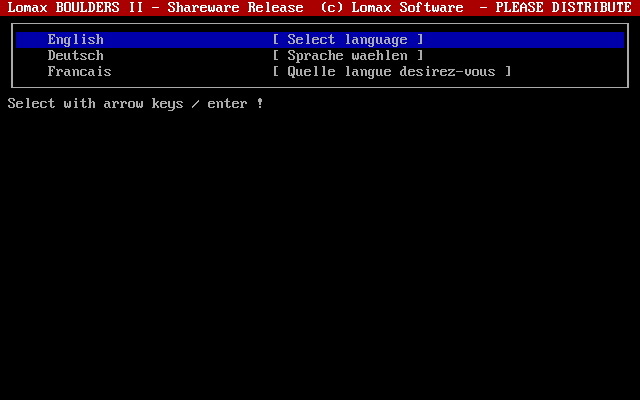 Lomax BOULDERS II - Shareware Release (c) Lomax Software - PLEASE DISTRIBUTE
English [ Select language ]
Deutsch [ Sprache waehlen ]
Francais [ Quelle langue desirez-vous ]
Select with arrow keys / enter !